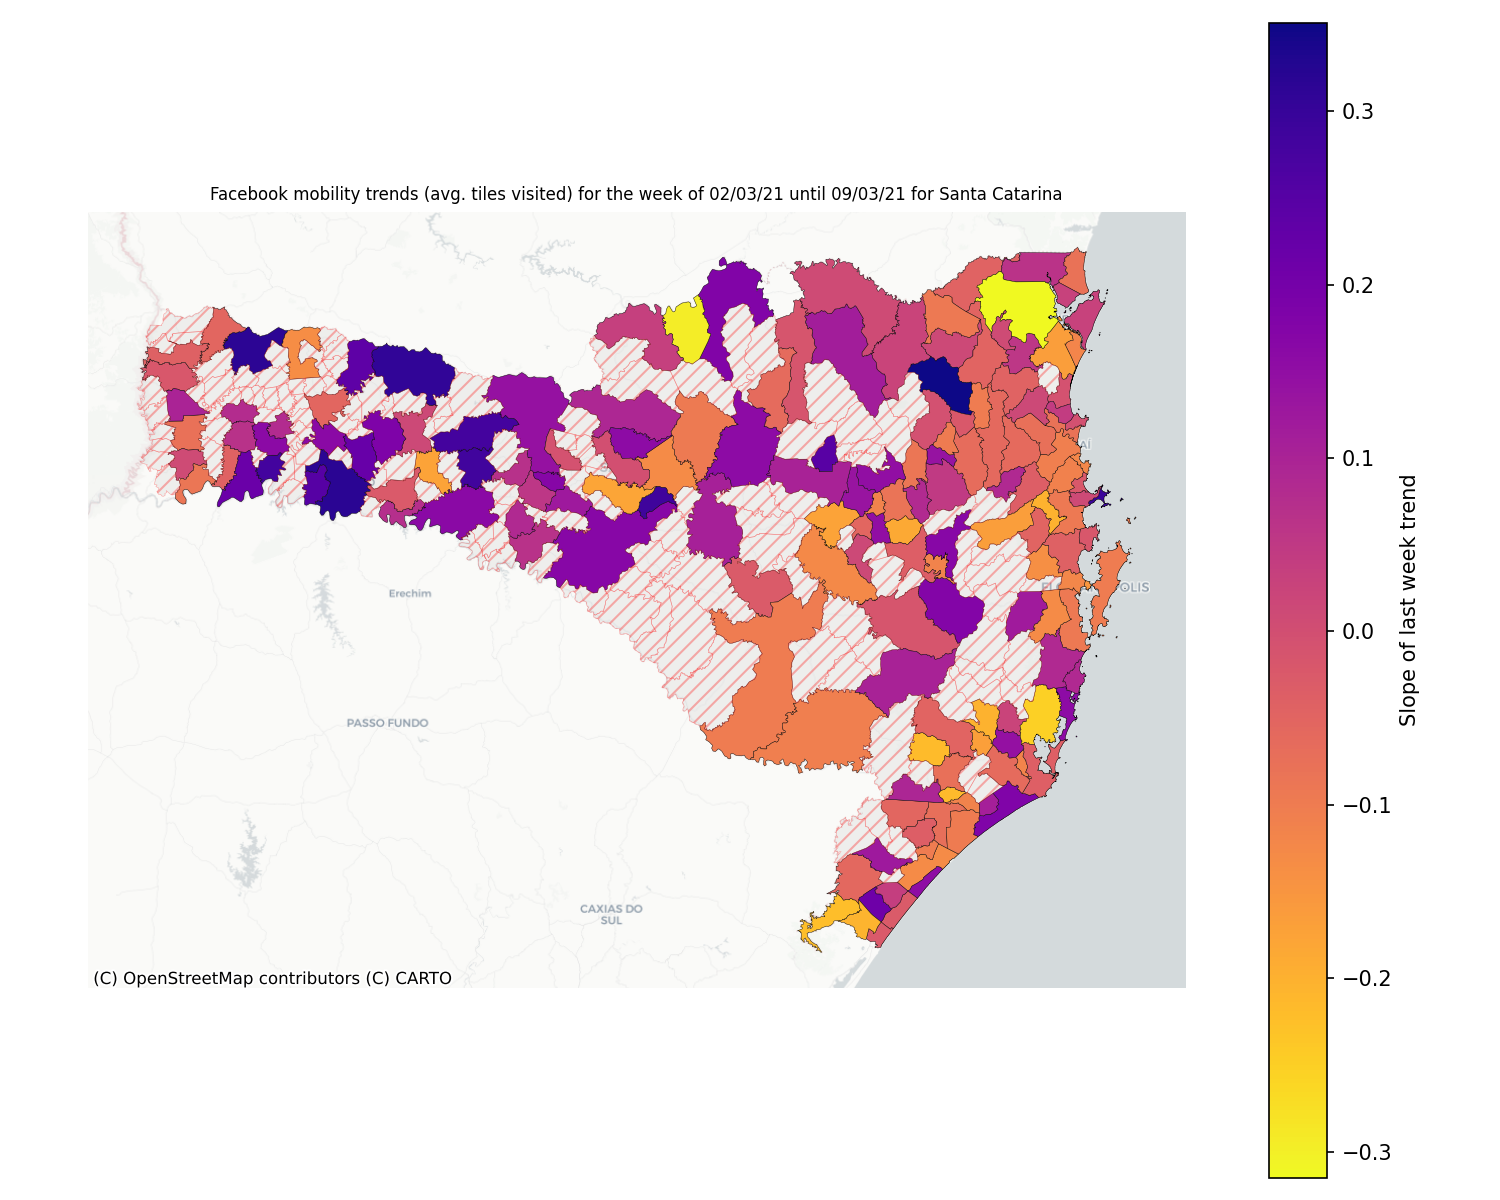 Facebook mobility trends (avg. tiles visited) for the week of 02/03/21 until 09/03/21 for Santa Catarina
0.3
0.2
0.1
0.0
−0.1
−0.2
−0.3
Slope of last week trend
Erechim
PASSO FUNDO
CAXIAS DO
SUL
OLIS
(C) OpenStreetMap contributors (C) CARTO